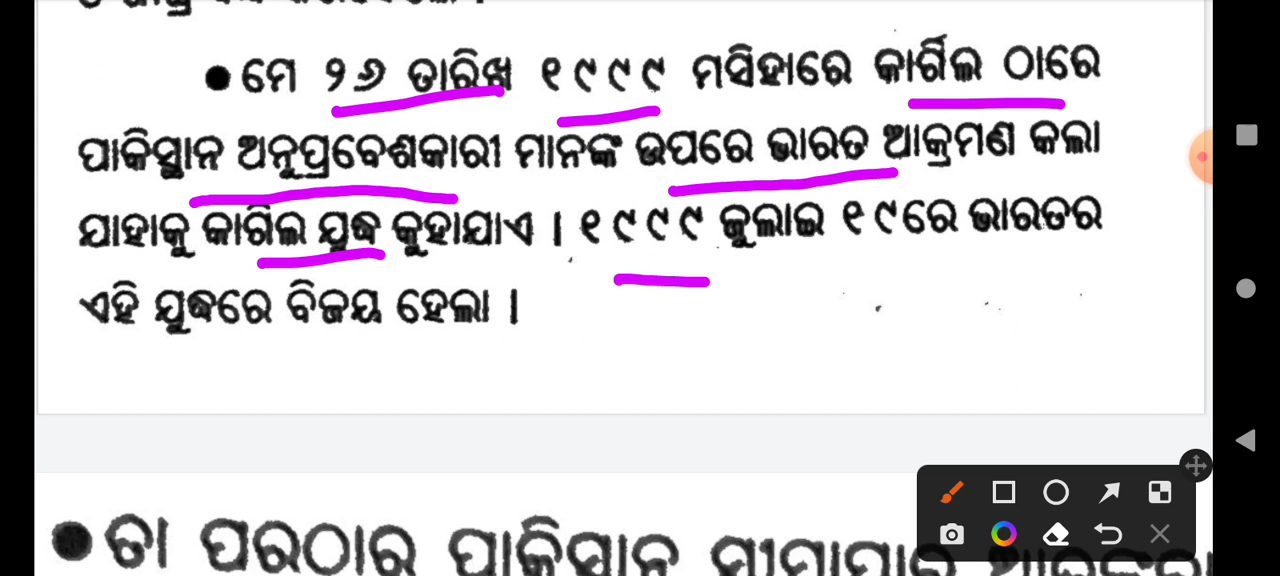 ● ମେ ୨୬ ତାରିଖ ୧୯୯୯ ମସିହାରେ କାର୍ଗିଲ ଠାରେ
ପାକିସ୍ଥାନ ଅନୁପ୍ରବେଶକାରୀ ମାନଙ୍କ ଉପରେ ଭାରତ ଆକ୍ରମଣ କଲା
ଯାହାକୁ କାର୍ଗିଲ ଯୁଦ୍ଧ କୁହାଯାଏ । ୧୯୯୯ ଜୁଲାଇ ୧୯ରେ ଭାରତର
ଏହି ଯୁଦ୍ଧରେ ବିଜୟ ହେଲା ।
● ତା ପରଠାର ପାକିସ୍ଥାନ